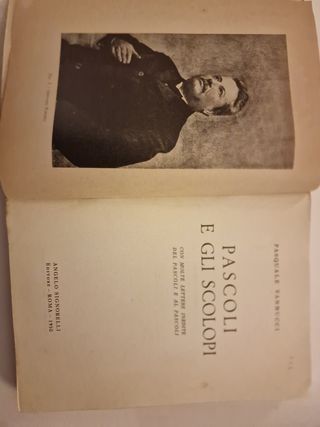 PASQUALE VANNUCCI
PASCOLI
E GLI SCOLOPI
CON MOLTE LETTERE INEDITE
DEL PASCOLI E AL PASCOLI
ANGELO SIGNORELLI
EDITORE - ROMA - 1950